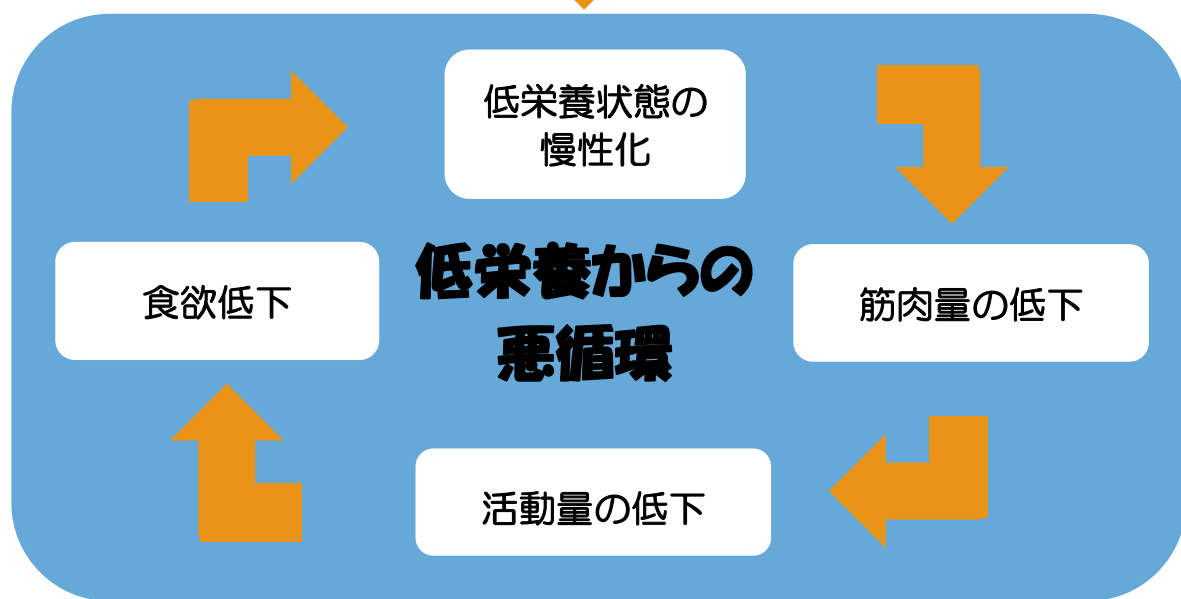 低栄養状態の
慢性化
低栄養からの
悪循環
食欲低下
筋肉量の低下
活動量の低下